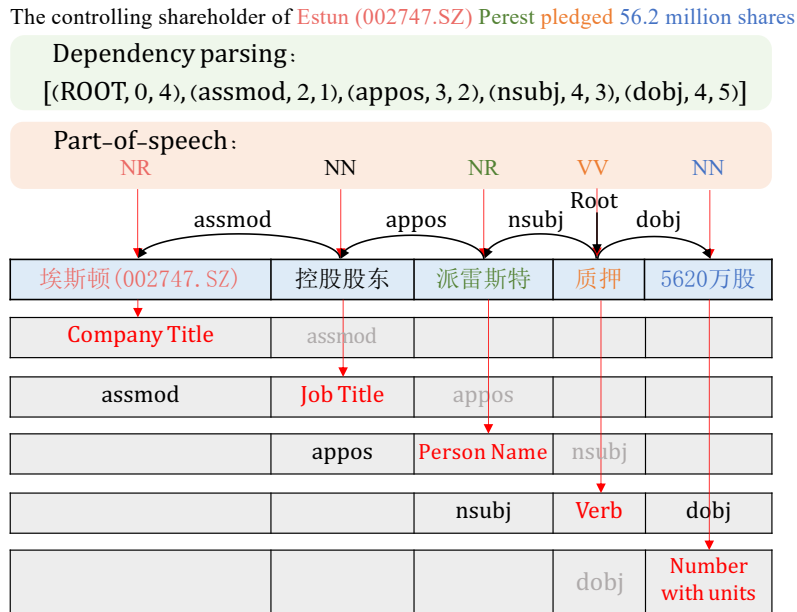 The controlling shareholder of Estun (002747.SZ) Perest pledged 56.2 million shares
Dependency parsing:
[(ROOT, 0, 4), (assmod, 2, 1), (appos, 3, 2), (nsubj, 4, 3), (dobj, 4, 5)]
Part-of-speech:
NR NN NR VV NN
Root
assmod appos nsubj dobj
埃斯顿(002747.SZ) 控股股东 派雷斯特 质押 5620万股
Company Title assmod
assmod Job Title appos
appos Person Name nsubj
nsubj Verb dobj
dobj Number with units